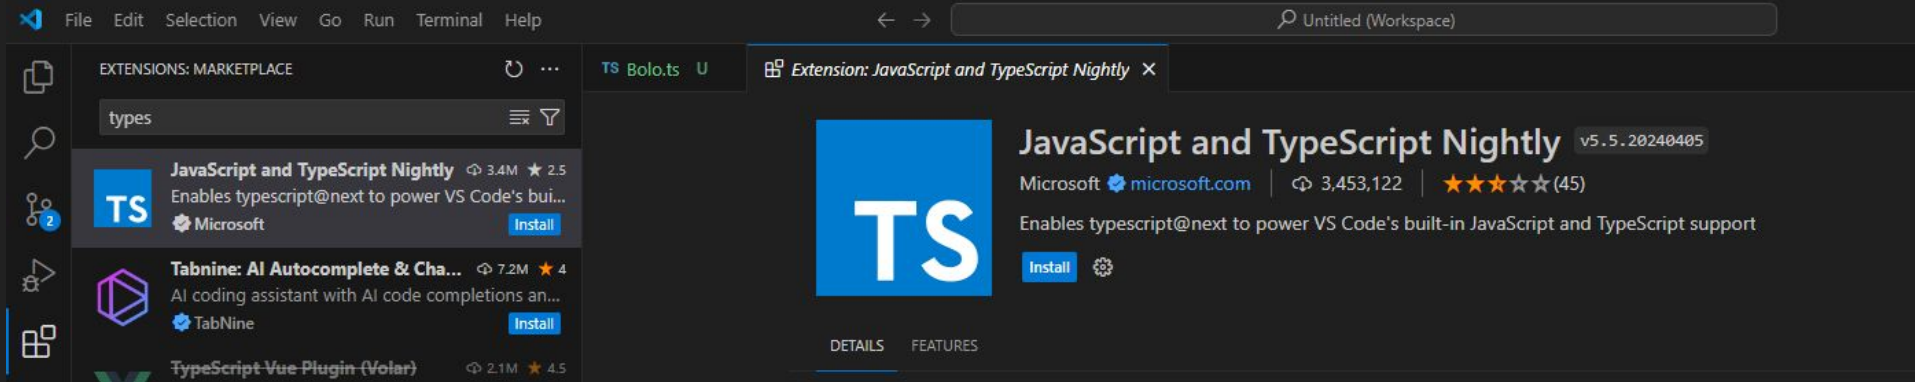 File Edit Selection View Go Run Terminal Help
Untitled (Workspace)
EXTENSIONS: MARKETPLACE
types
JavaScript and TypeScript Nightly 3.4M 2.5
Enables typescript@next to power VS Code's bui...
Microsoft Install
Tabnine: AI Autocomplete & Cha... 7.2M 4
AI coding assistant with AI code completions an...
TabNine Install
TypeScript Vue Plugin (Volar) 2.1M 4.5
2
TS
TS Bolo.ts U
Extension: JavaScript and TypeScript Nightly
TS
JavaScript and TypeScript Nightly v5.5.20240405
Microsoft microsoft.com 3,453,122 (45)
Enables typescript@next to power VS Code's built-in JavaScript and TypeScript support
Install
DETAILS FEATURES